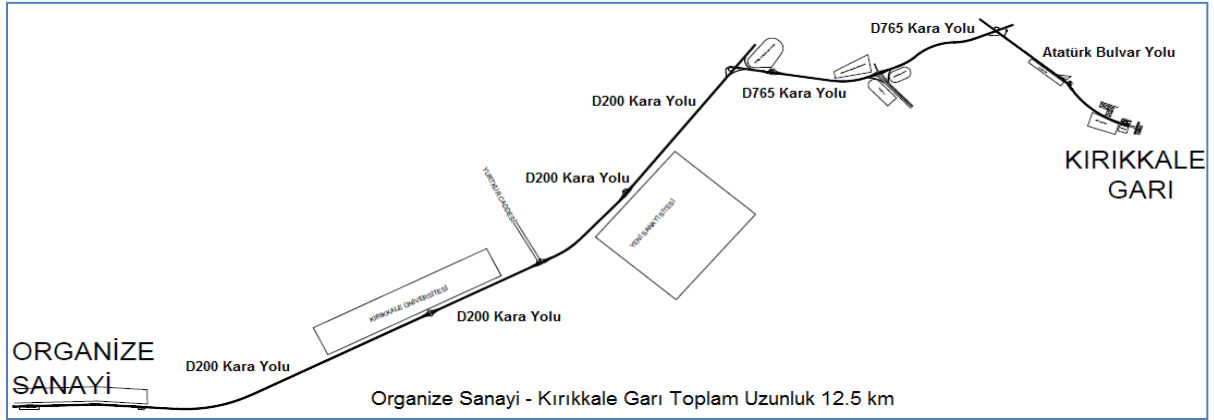 D765 Kara Yolu
Atatürk Bulvar Yolu
D765 Kara Yolu
D200 Kara Yolu
KIRIKKALE
GARI
D200 Kara Yolu
YURTKUR CADDESİ
YENİ SANAYİ SİTESİ
KIRIKKALE ÜNİVERSİTESİ
D200 Kara Yolu
ORGANİZE
SANAYİ
D200 Kara Yolu
Organize Sanayi - Kırıkkale Garı Toplam Uzunluk 12.5 km